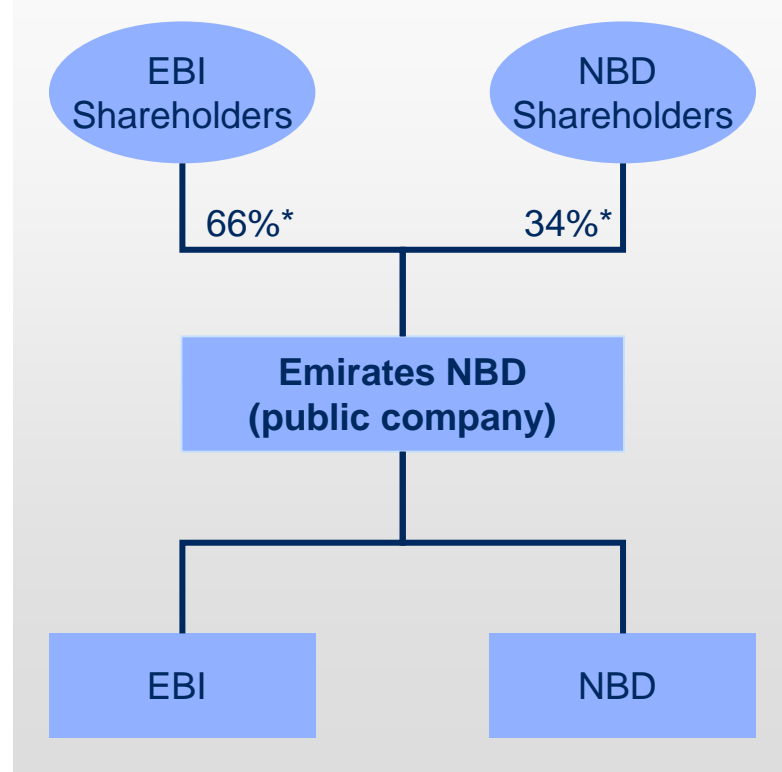 EBI
Shareholders
NBD
Shareholders
66%*
34%*
Emirates NBD
(public company)
EBI
NBD